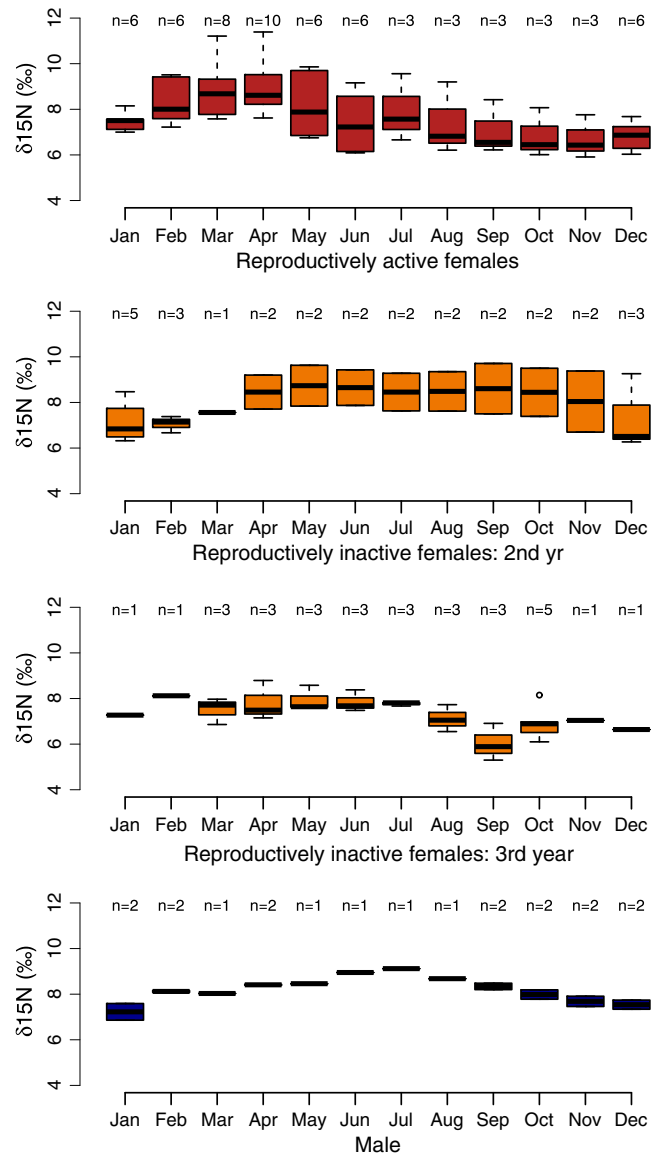 n=6 n=6 n=8 n=10 n=6 n=6 n=3 n=3 n=3 n=3 n=3 n=6
δ15N (‰)
12
10
8
6
4
Jan Feb Mar Apr May Jun Jul Aug Sep Oct Nov Dec
Reproductively active females
n=5 n=3 n=1 n=2 n=2 n=2 n=2 n=2 n=2 n=2 n=2 n=3
δ15N (‰)
12
10
8
6
4
Jan Feb Mar Apr May Jun Jul Aug Sep Oct Nov Dec
Reproductively inactive females: 2nd yr
n=1 n=1 n=3 n=3 n=3 n=3 n=3 n=3 n=3 n=5 n=1 n=1
δ15N (‰)
12
10
8
6
4
Jan Feb Mar Apr May Jun Jul Aug Sep Oct Nov Dec
Reproductively inactive females: 3rd year
n=2 n=2 n=1 n=2 n=1 n=1 n=1 n=1 n=2 n=2 n=2 n=2
δ15N (‰)
12
10
8
6
4
Jan Feb Mar Apr May Jun Jul Aug Sep Oct Nov Dec
Male